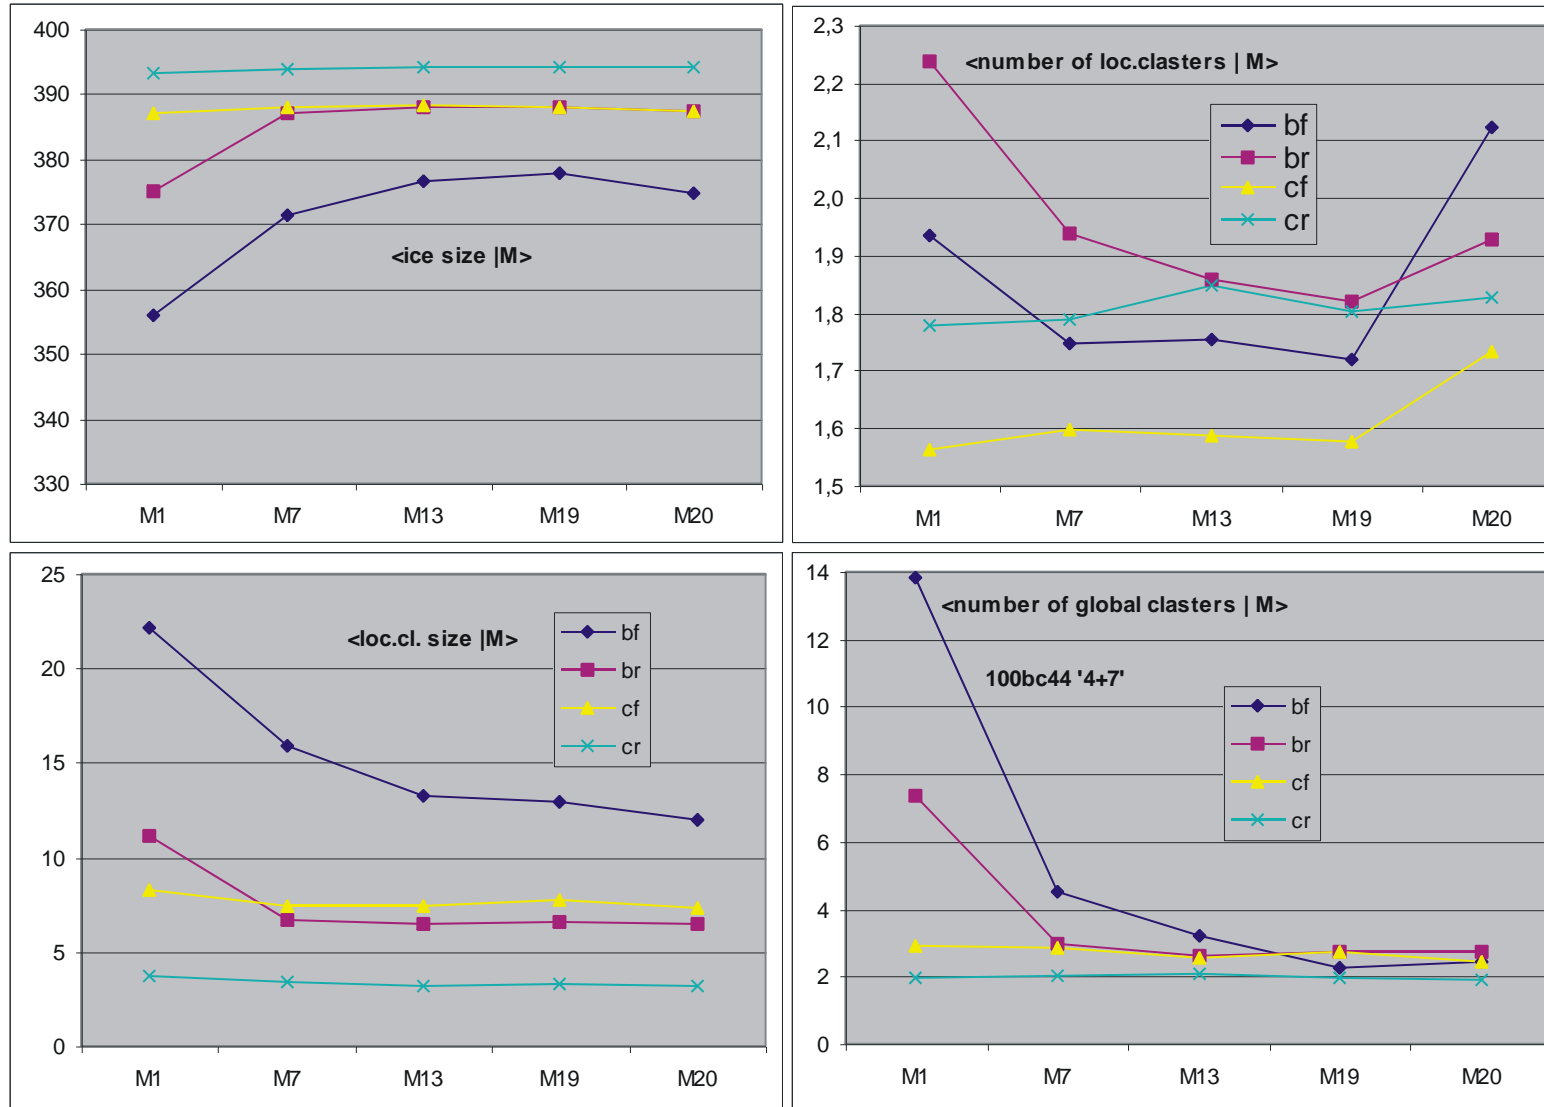 400
390
380
370
360
350
340
330
<ice size |M>
M1 M7 M13 M19 M20
2,3
2,2
2,1
2,0
1,9
1,8
1,7
1,6
1,5
<number of loc.clasters | M>
bf
br
cf
cr
M1 M7 M13 M19 M20
25
20
15
10
5
0
<loc.cl. size |M>
bf
br
cf
cr
M1 M7 M13 M19 M20
14
12
10
8
6
4
2
0
<number of global clasters | M>
100bc44 '4+7'
bf
br
cf
cr
M1 M7 M13 M19 M20